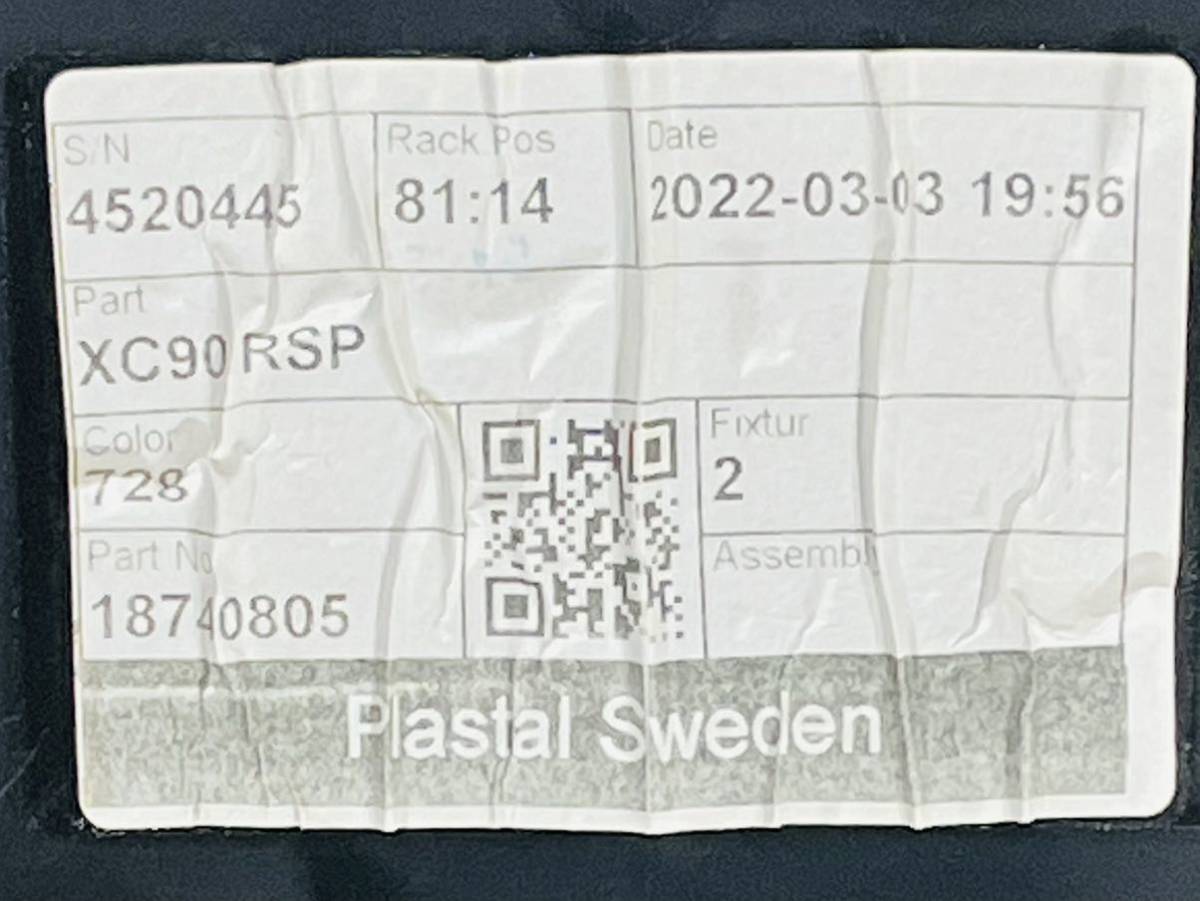 S/N Rack Pos Date
4520445 81:14 2022-03-03 19:56
Part
XC90 RSP
Color Fixtur
728 2
Part No Assembl
18740805
Plastal Sweden